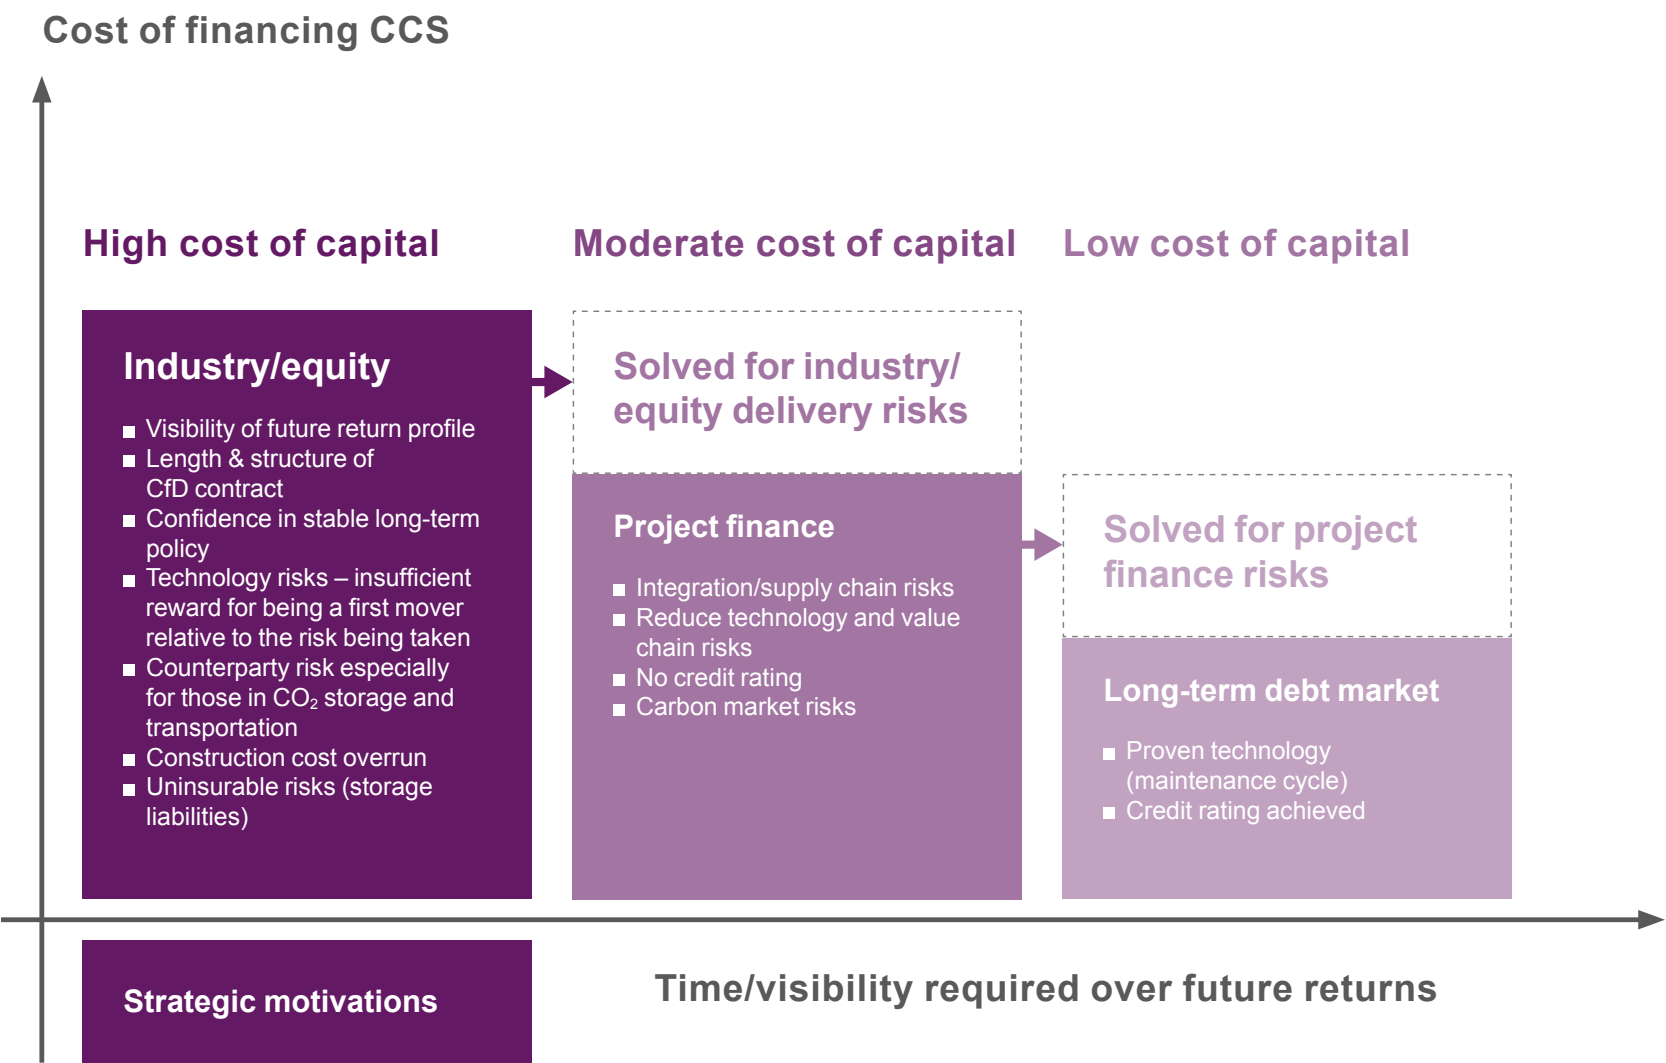 Cost of financing CCS
High cost of capital
Industry/equity
Visibility of future return profile
Length & structure of
CfD contract
Confidence in stable long-term
policy
Technology risks – insufficient
reward for being a first mover
relative to the risk being taken
Counterparty risk especially
for those in CO₂ storage and
transportation
Construction cost overrun
Uninsurable risks (storage
liabilities)
Strategic motivations
Moderate cost of capital
Solved for industry/
equity delivery risks
Project finance
Integration/supply chain risks
Reduce technology and value
chain risks
No credit rating
Carbon market risks
Low cost of capital
Solved for project
finance risks
Long-term debt market
Proven technology
(maintenance cycle)
Credit rating achieved
Time/visibility required over future returns